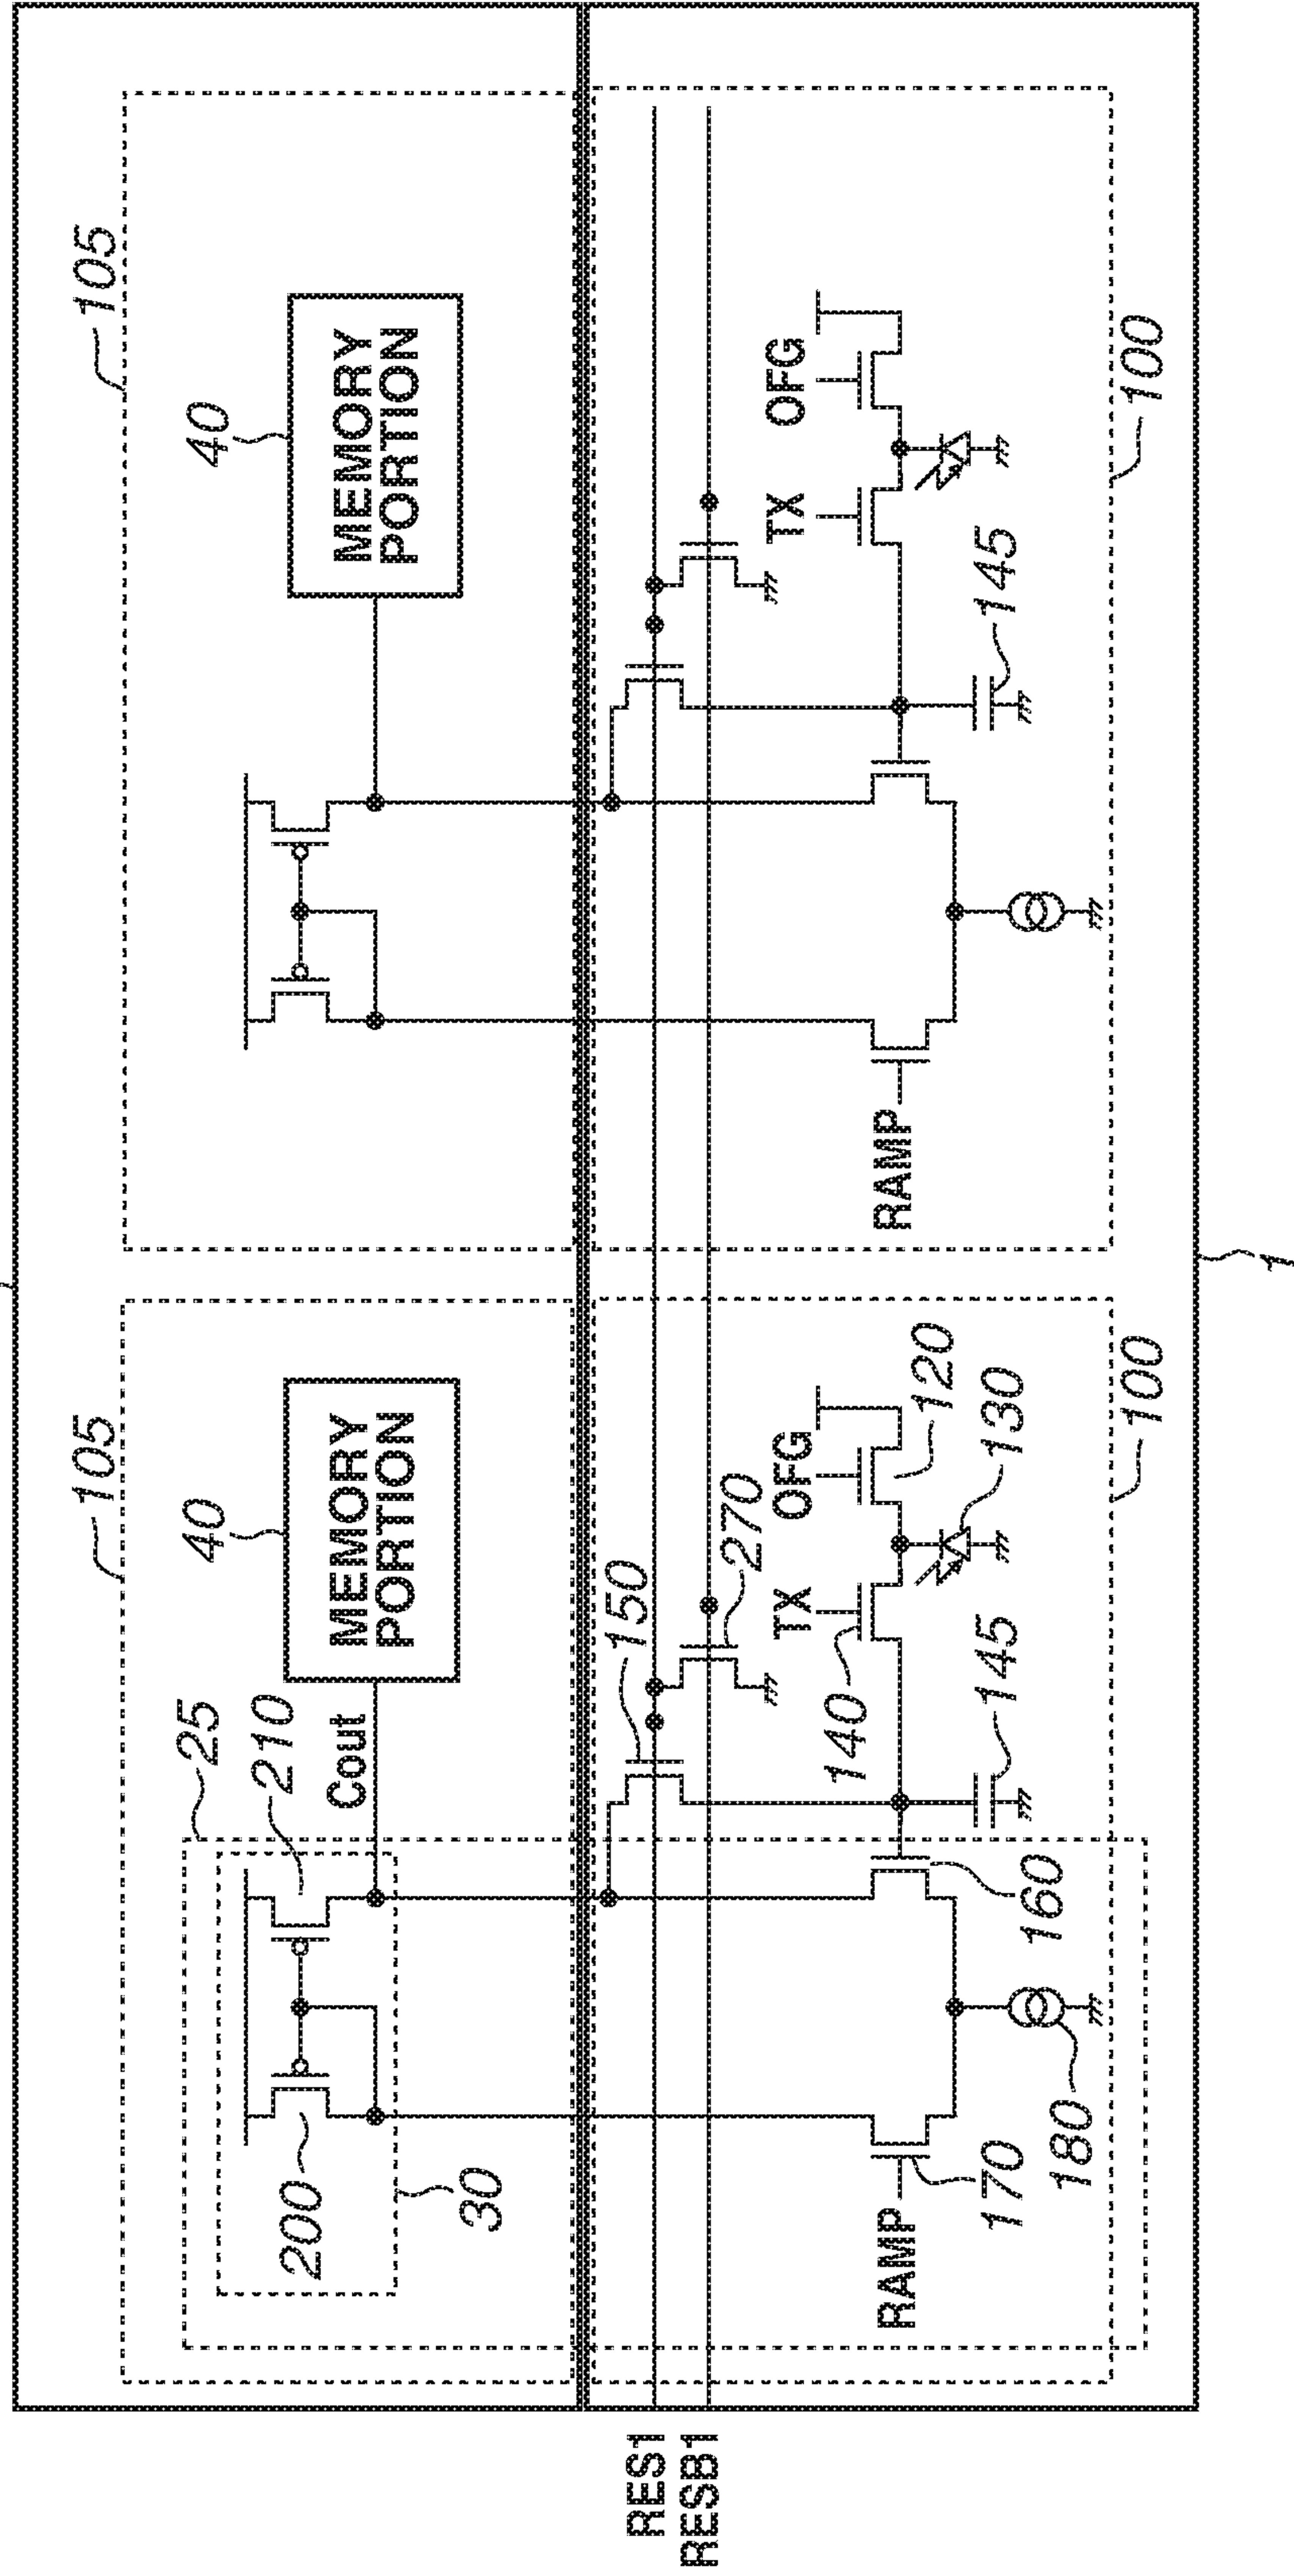 105
40
MEMORY
PORTION
25
210
Cout
200
30
105
40
MEMORY
PORTION
RES1
RESB1
150
270
TX
OFG
120
130
140
145
160
170
180
RAMP
100
TX
OFG
145
RAMP
100
1